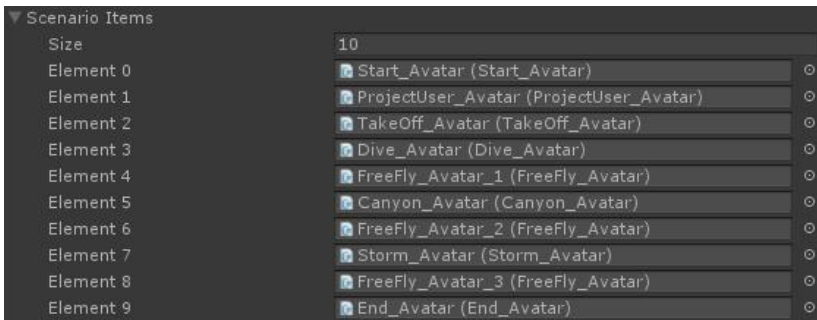 Scenario Items
Size 10
Element 0 Start_Avatar (Start_Avatar)
Element 1 ProjectUser_Avatar (ProjectUser_Avatar)
Element 2 TakeOff_Avatar (TakeOff_Avatar)
Element 3 Dive_Avatar (Dive_Avatar)
Element 4 FreeFly_Avatar_1 (FreeFly_Avatar)
Element 5 Canyon_Avatar (Canyon_Avatar)
Element 6 FreeFly_Avatar_2 (FreeFly_Avatar)
Element 7 Storm_Avatar (Storm_Avatar)
Element 8 FreeFly_Avatar_3 (FreeFly_Avatar)
Element 9 End_Avatar (End_Avatar)